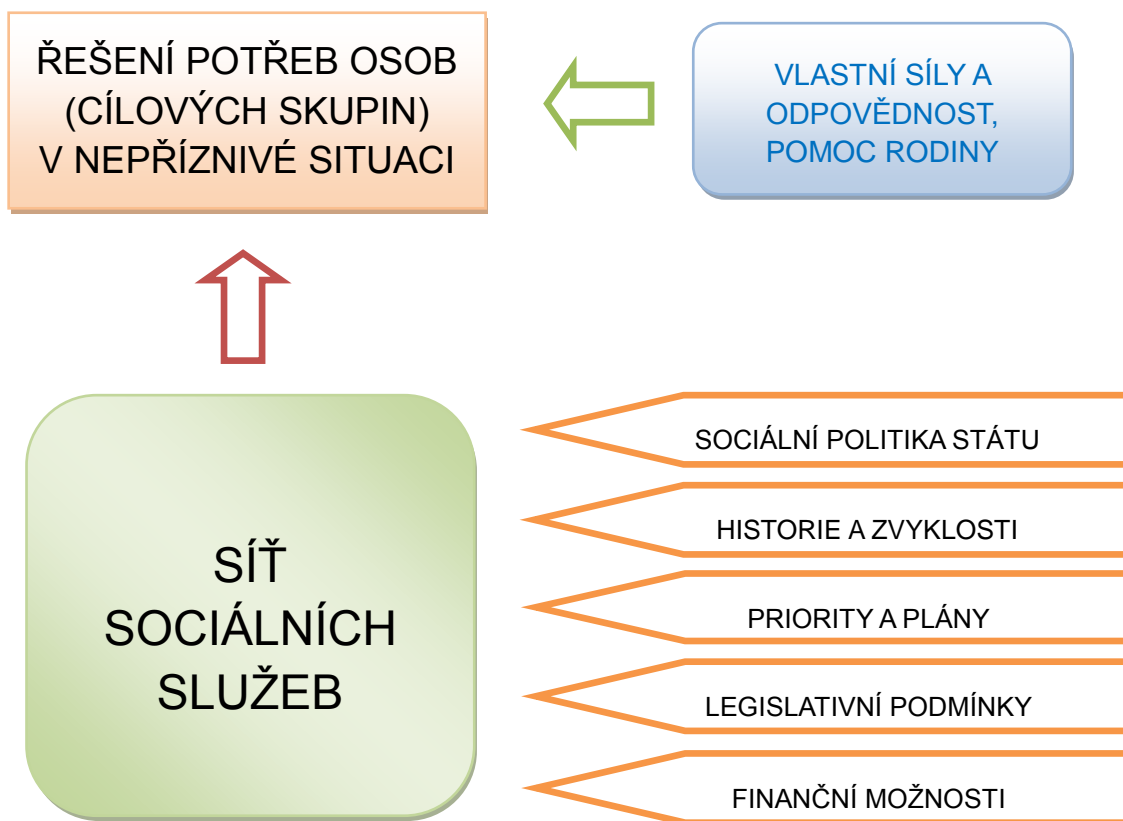 ŘEŠENÍ POTŘEB OSOB
(CÍLOVÝCH SKUPIN)
V NEPŘÍZNIVÉ SITUACI
VLASTNÍ SÍLY A
ODPOVĚDNOST,
POMOC RODINY
SÍŤ
SOCIÁLNÍCH
SLUŽEB
SOCIÁLNÍ POLITIKA STÁTU
HISTORIE A ZVYKLOSTI
PRIORITY A PLÁNY
LEGISLATIVNÍ PODMÍNKY
FINANČNÍ MOŽNOSTI